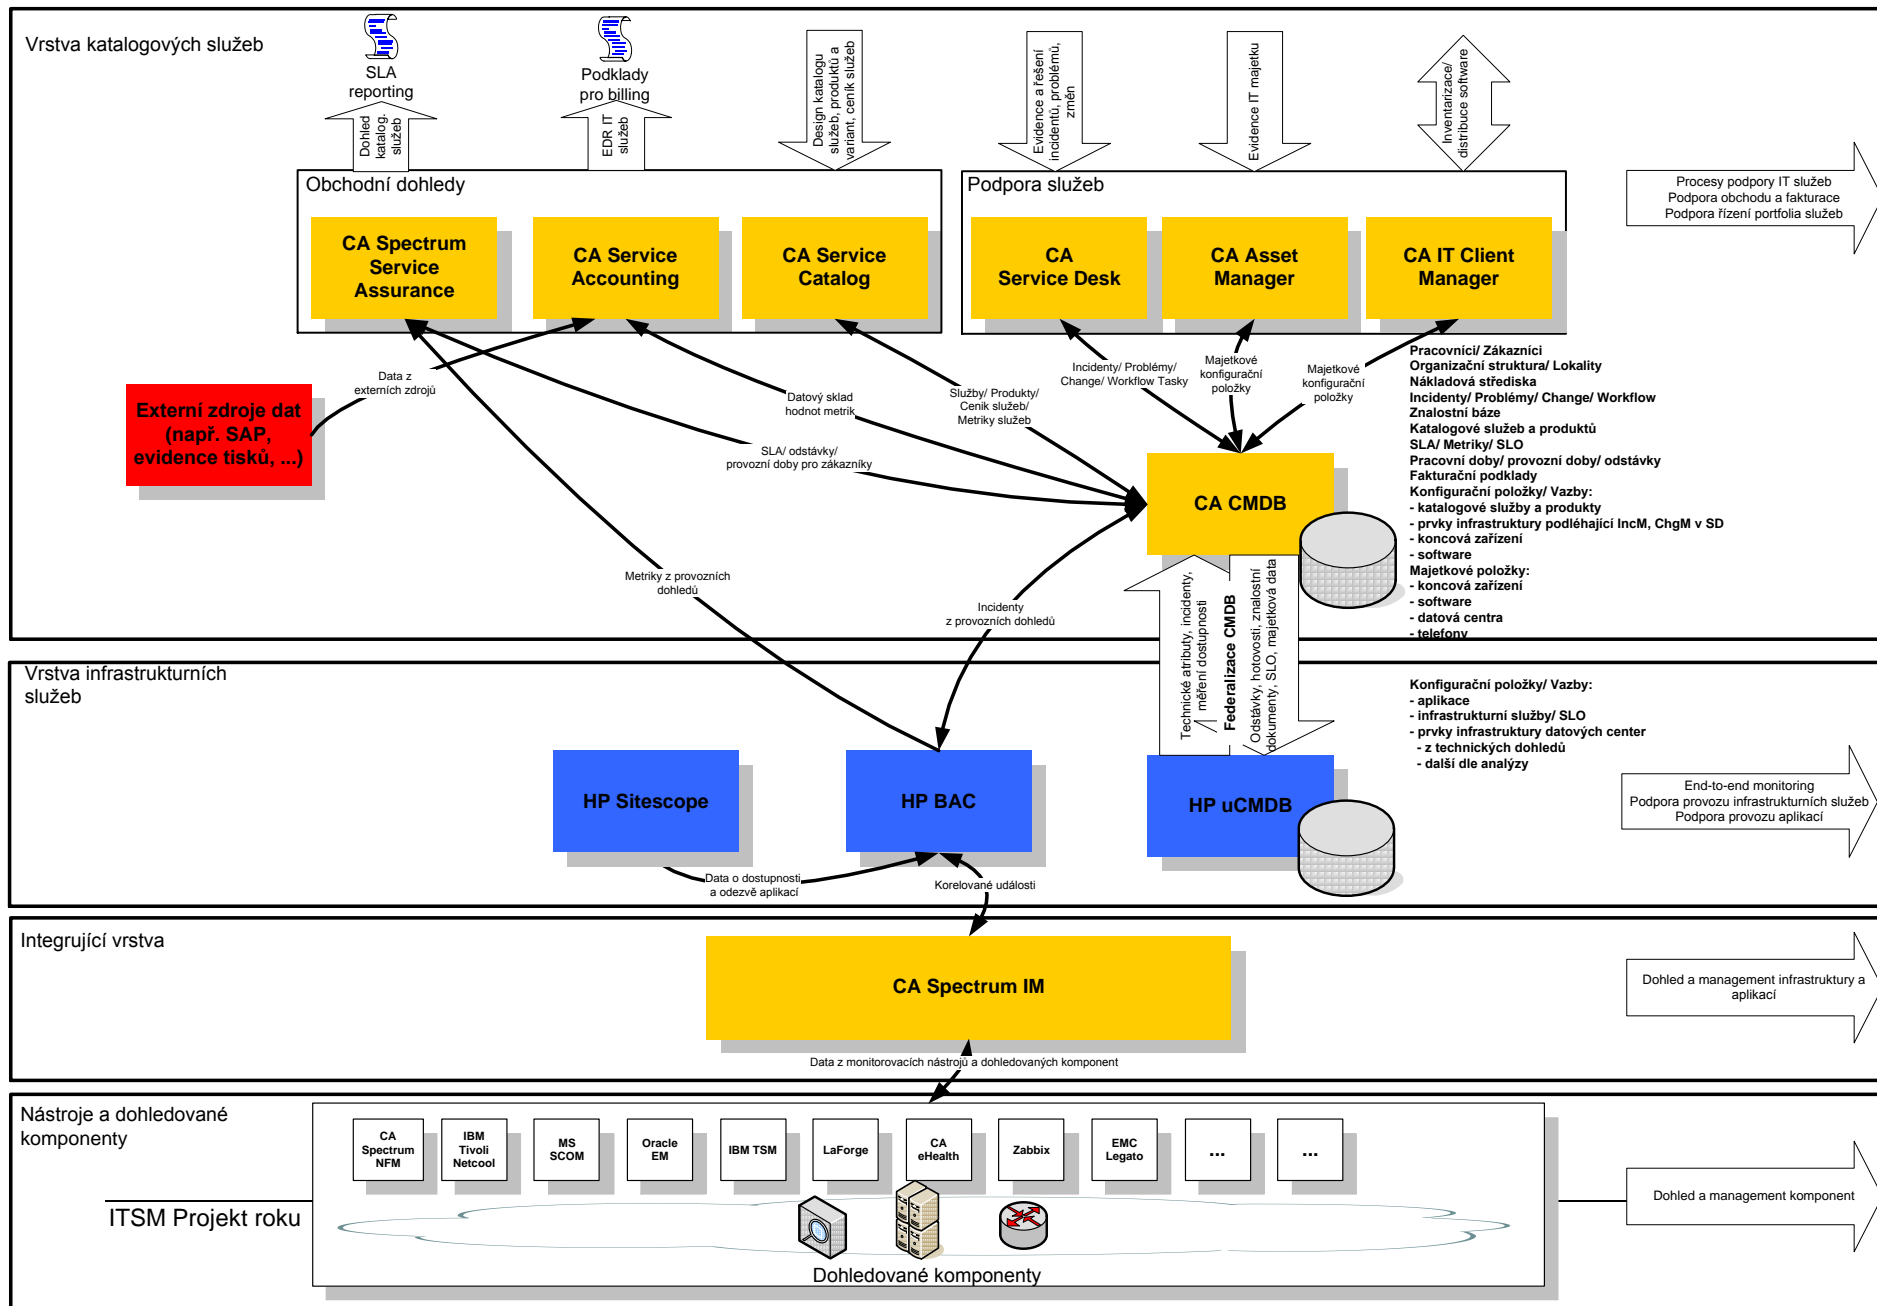 Vrstva katalogových služeb
SLA
reporting
Podklady
pro billing
Dohled
katalog.
služeb
EDR IT
služeb
Design katalogu
služeb, produktů a
variant, ceník služeb
Evidence a řešení
incidentů, problémů,
změn
Evidence IT majetku
Inventarizace/
distribuce software
Obchodní dohledy
Podpora služeb
CA Spectrum
Service
Assurance
CA Service
Accounting
CA Service
Catalog
CA
Service Desk
CA Asset
Manager
CA IT Client
Manager
Procesy podpory IT služeb
Podpora obchodu a fakturace
Podpora řízení portfolia služeb
Externí zdroje dat
(např. SAP,
evidence tisků, ...)
Data z
externích zdrojů
Datový sklad
hodnot metrik
Služby/ Produkty/
Ceník služeb/
Metriky služeb
SLA/ odstávky/
provozní doby pro zákazníky
Incidenty/ Problémy/
Change/ Workflow Tasky
Majetkové
konfigurační
položky
Majetkové
konfigurační
položky
CA CMDB
Pracovníci/ Zákazníci
Organizační struktura/ Lokality
Nákladová střediska
Incidenty/ Problémy/ Change/ Workflow
Znalostní báze
Katalogové služeb a produktů
SLA/ Metriky/ SLO
Pracovní doby/ provozní doby/ odstávky
Fakturační podklady
Konfigurační položky/ Vazby:
- katalogové služby a produkty
- prvky infrastruktury podléhající IncM, ChgM v SD
- koncová zařízení
- software
Majetkové položky:
- koncová zařízení
- software
- datová centra
- telefony
Metriky z provozních
dohledů
Incidenty
z provozních dohledů
Technické atributy, incidenty,
měření dostupnosti
Federalizace CMDB
Odstávky, hotovosti, znalostní
dokumenty, SLO, majetková data
Vrstva infrastrukturních
služeb
HP Sitescope
HP BAC
HP uCMDB
Konfigurační položky/ Vazby:
- aplikace
- infrastrukturní služby/ SLO
- prvky infrastruktury datových center
- z technických dohledů
- další dle analýzy
End-to-end monitoring
Podpora provozu infrastrukturních služeb
Podpora provozu aplikací
Data o dostupnosti
a odezvě aplikací
Korelované události
Integrující vrstva
CA Spectrum IM
Dohled a management infrastruktury a
aplikací
Data z monitorovacích nástrojů a dohledovaných komponent
Nástroje a dohledované
komponenty
CA
Spectrum
NFM
IBM
Tivoli
Netcool
MS
SCOM
Oracle
EM
IBM TSM
LaForge
CA
eHealth
Zabbix
EMC
Legato
...
...
Dohled a management komponent
ITSM Projekt roku
Dohledované komponenty